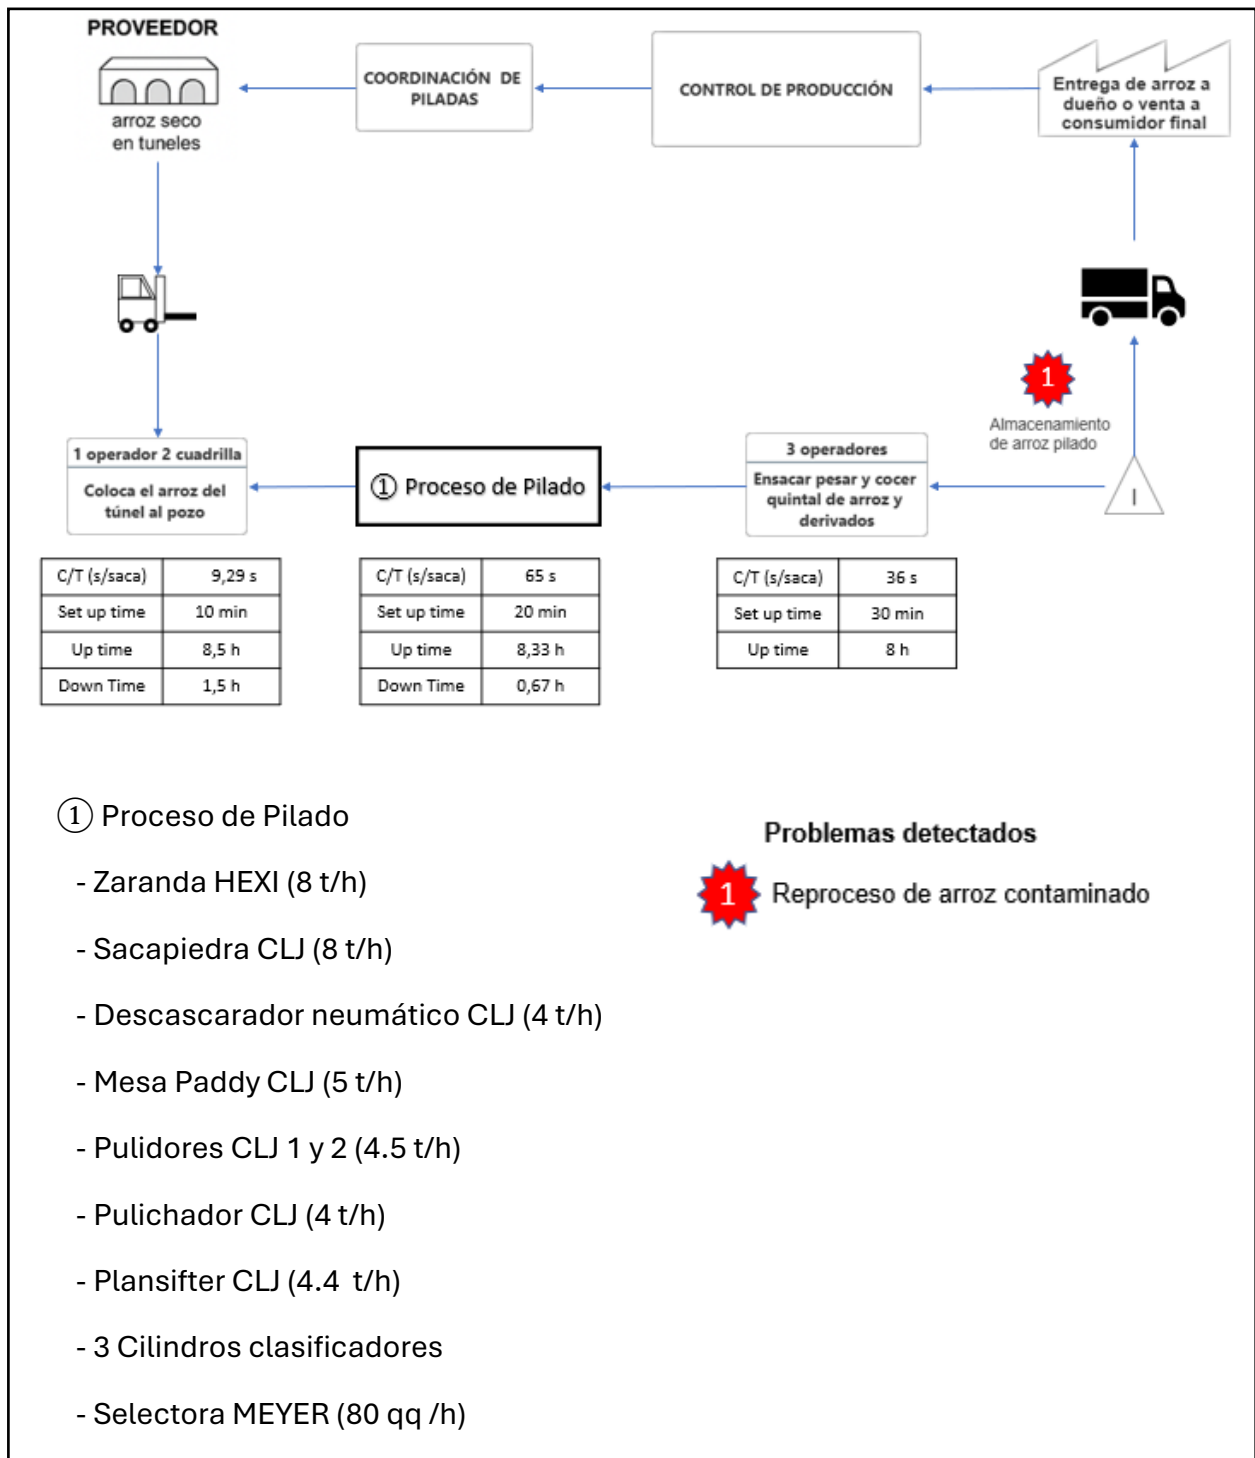 PROVEEDOR
arroz seco
en tuneles
COORDINACIÓN DE
PILADAS
CONTROL DE PRODUCCIÓN
Entrega de arroz a
dueño o venta a
consumidor final
1
Almacenamiento
de arroz pilado
I
1 operador 2 cuadrilla
Coloca el arroz del
túnel al pozo
① Proceso de Pilado
3 operadores
Ensacar pesar y cocer
quintal de arroz y
derivados
C/T (s/saca) 9,29 s
Set up time 10 min
Up time 8,5 h
Down Time 1,5 h
C/T (s/saca) 65 s
Set up time 20 min
Up time 8,33 h
Down Time 0,67 h
C/T (s/saca) 36 s
Set up time 30 min
Up time 8 h
① Proceso de Pilado
- Zaranda HEXI (8 t/h)
- Sacapiedra CLJ (8 t/h)
- Descascarador neumático CLJ (4 t/h)
- Mesa Paddy CLJ (5 t/h)
- Pulidores CLJ 1 y 2 (4.5 t/h)
- Pulichador CLJ (4 t/h)
- Plansifter CLJ (4.4 t/h)
- 3 Cilindros clasificadores
- Selectora MEYER (80 qq /h)
Problemas detectados
1 Reproceso de arroz contaminado